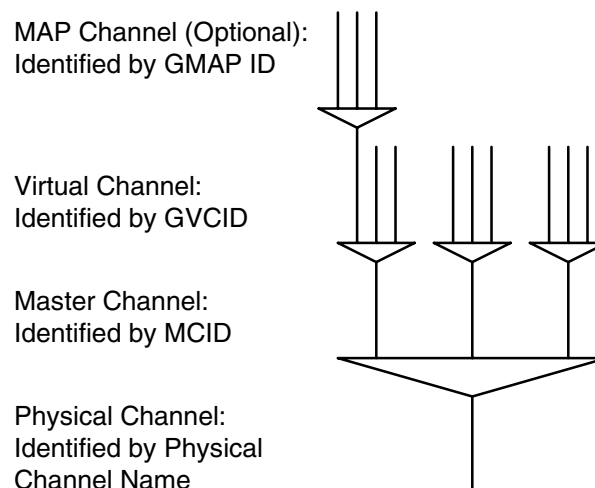 MAP Channel (Optional):
Identified by GMAP ID
Virtual Channel:
Identified by GVCID
Master Channel:
Identified by MCID
Physical Channel:
Identified by Physical
Channel Name